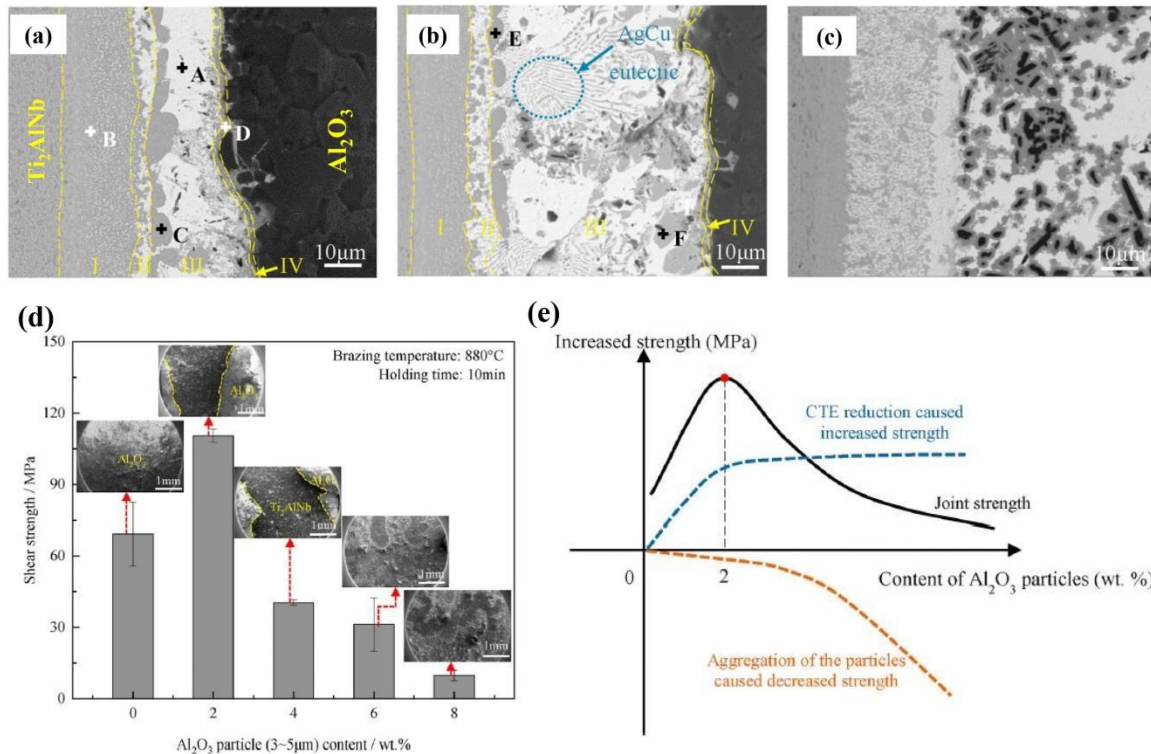 (a)
Ti₂AlNb
A
B
C
D
Al₂O₃
I
II
III
IV
10μm
(b)
E
AgCu
eutectic
F
I
II
III
IV
10μm
(c)
10μm
(d)
Shear strength / MPa
150
120
90
60
30
0
Brazing temperature: 880°C
Holding time: 10min
Al₂O₃
1mm
Al₂O₃
1mm
Ti₂AlNb
1mm
1mm
1mm
0
2
4
6
8
Al₂O₃ particle (3~5μm) content / wt.%
(e)
Increased strength (MPa)
CTE reduction caused
increased strength
Joint strength
0
2
Content of Al₂O₃ particles (wt. %)
Aggregation of the particles
caused decreased strength